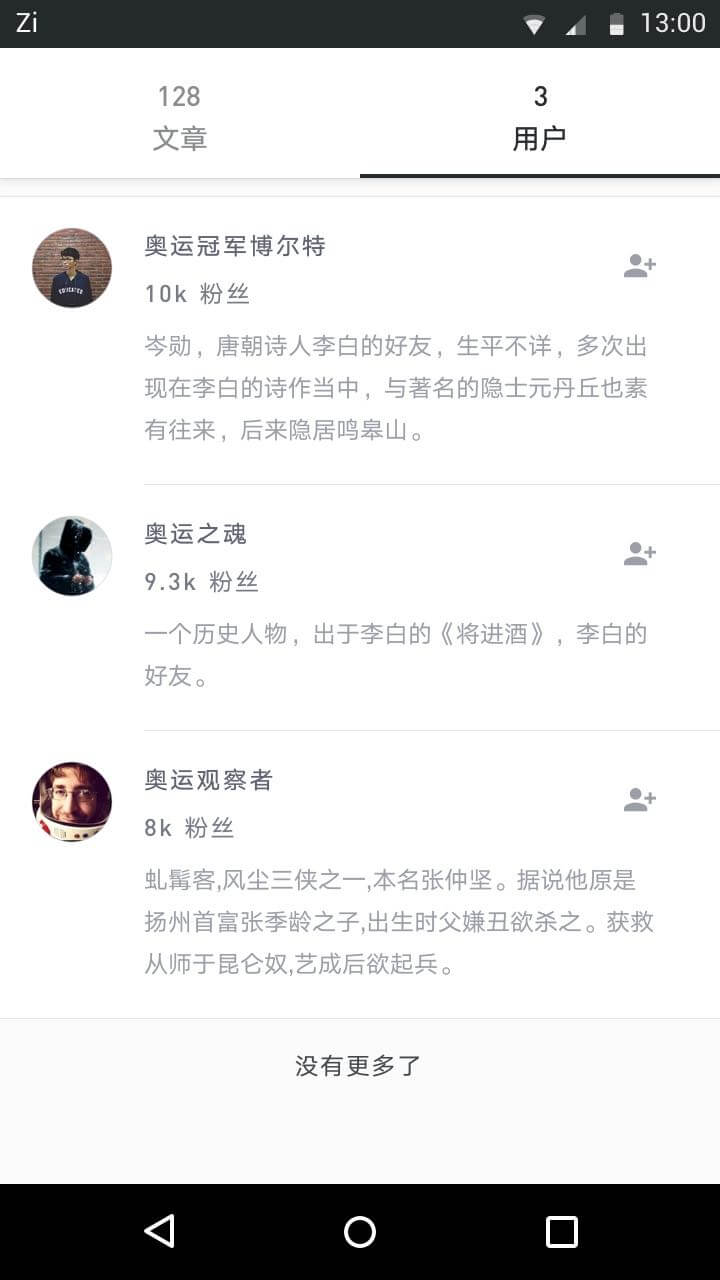 Zi
13:00
128
文章
3
用户
奥运冠军博尔特
10k 粉丝
岑勋，唐朝诗人李白的好友，生平不详，多次出
现在李白的诗作当中，与著名的隐士元丹丘也素
有往来，后来隐居鸣皋山。
奥运之魂
9.3k 粉丝
一个历史人物，出于李白的《将进酒》，李白的
好友。
奥运观察者
8k 粉丝
虬髯客,风尘三侠之一,本名张仲坚。据说他原是
扬州首富张季龄之子,出生时父嫌丑欲杀之。获救
从师于昆仑奴,艺成后欲起兵。
没有更多了